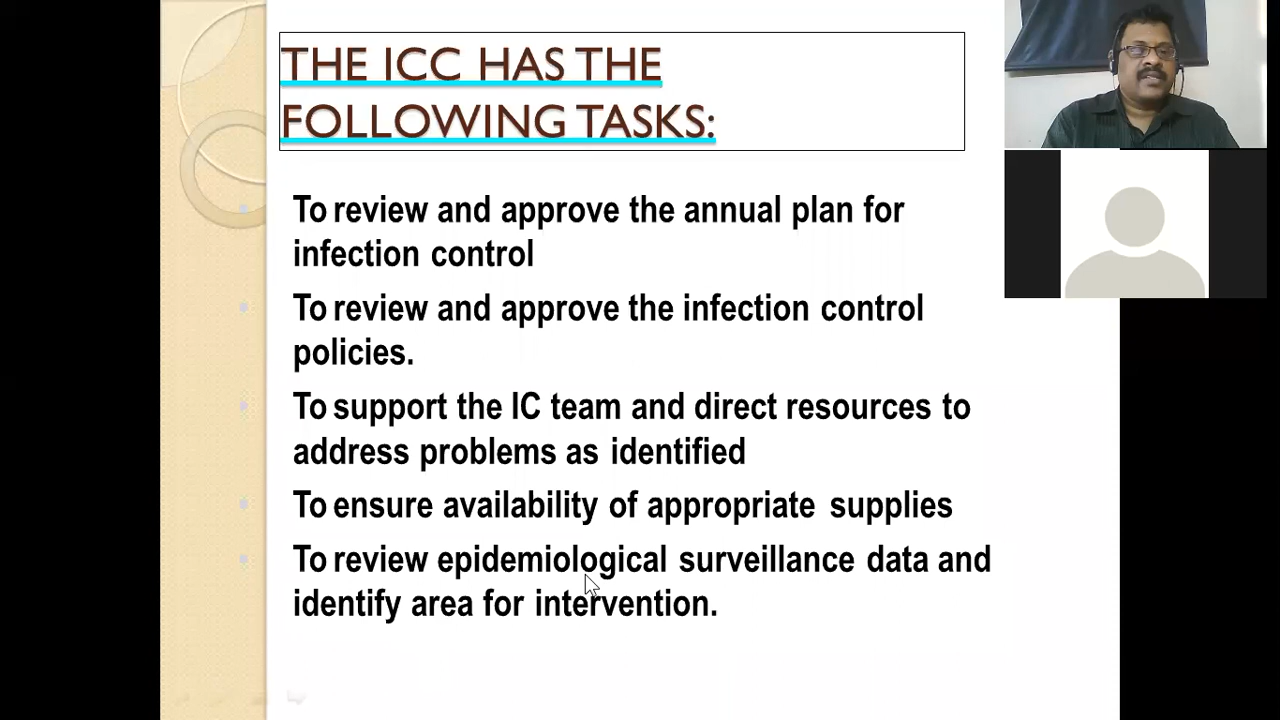 THE ICC HAS THE
FOLLOWING TASKS:
To review and approve the annual plan for
infection control
To review and approve the infection control
policies.
To support the IC team and direct resources to
address problems as identified
To ensure availability of appropriate supplies
To review epidemiological surveillance data and
identify area for intervention.